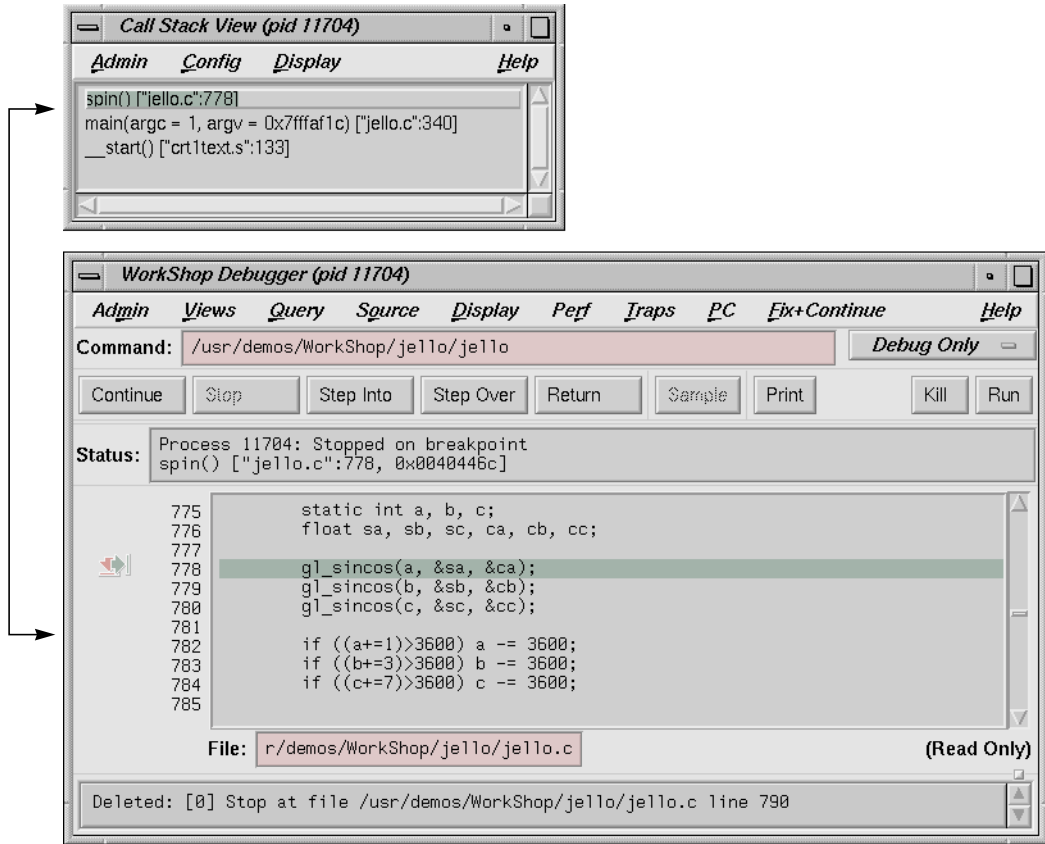 Call Stack View (pid 11704)
Admin Config Display Help
spin() ["jello.c":778]
main(argc = 1, argv = 0x7fffaf1c) ["jello.c":340]
__start() ["crt1text.s":133]
WorkShop Debugger (pid 11704)
Admin Views Query Source Display Perf Traps PC Fix+Continue Help
Command: /usr/demos/WorkShop/jello/jello Debug Only
Continue Stop Step Into Step Over Return Sample Print Kill Run
Status: Process 11704: Stopped on breakpoint
spin() ["jello.c":778, 0x0040446c]
775 static int a, b, c;
776 float sa, sb, sc, ca, cb, cc;
777
778 gl_sincos(a, &sa, &ca);
779 gl_sincos(b, &sb, &cb);
780 gl_sincos(c, &sc, &cc);
781
782 if ((a+=1)>3600) a -= 3600;
783 if ((b+=3)>3600) b -= 3600;
784 if ((c+=7)>3600) c -= 3600;
785
File: r/demos/WorkShop/jello/jello.c (Read Only)
Deleted: [0] Stop at file /usr/demos/WorkShop/jello/jello.c line 790